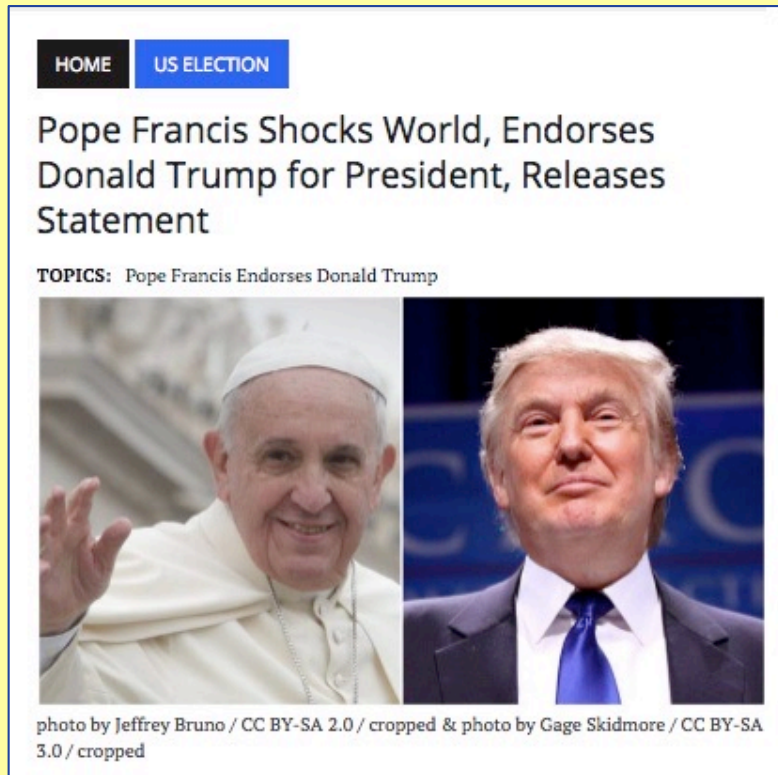 HOME US ELECTION
Pope Francis Shocks World, Endorses
Donald Trump for President, Releases
Statement
TOPICS: Pope Francis Endorses Donald Trump
photo by Jeffrey Bruno / CC BY-SA 2.0 / cropped & photo by Gage Skidmore / CC BY-SA
3.0 / cropped